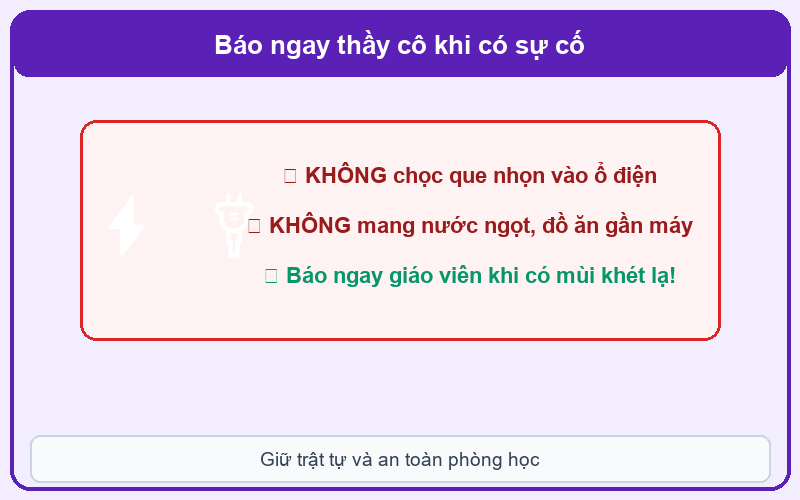 Báo ngay thầy cô khi có sự cố
KHÔNG chọc que nhọn vào ổ điện
KHÔNG mang nước ngọt, đồ ăn gần máy
Báo ngay giáo viên khi có mùi khét lạ!
Giữ trật tự và an toàn phòng học